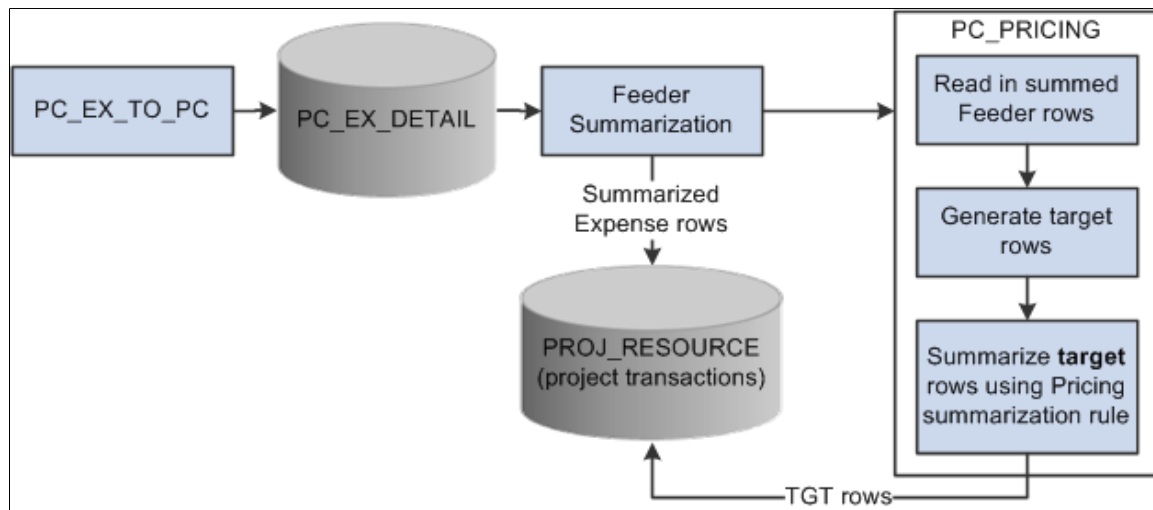 PC_PRICING
PC_EX_TO_PC
PC_EX_DETAIL
Feeder
Summarization
Read in summed
Feeder rows
Summarized
Expense rows
Generate target
rows
PROJ_RESOURCE
(project transactions)
Summarize target
rows using Pricing
summarization rule
TGT rows